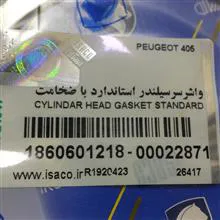 PEUGEOT 405
واشرسرسیلندر استاندارد با ضخامت
CYLINDAR HEAD GASKET STANDARD
1860601218-00022871
www.isaco.ir R1920423 26417